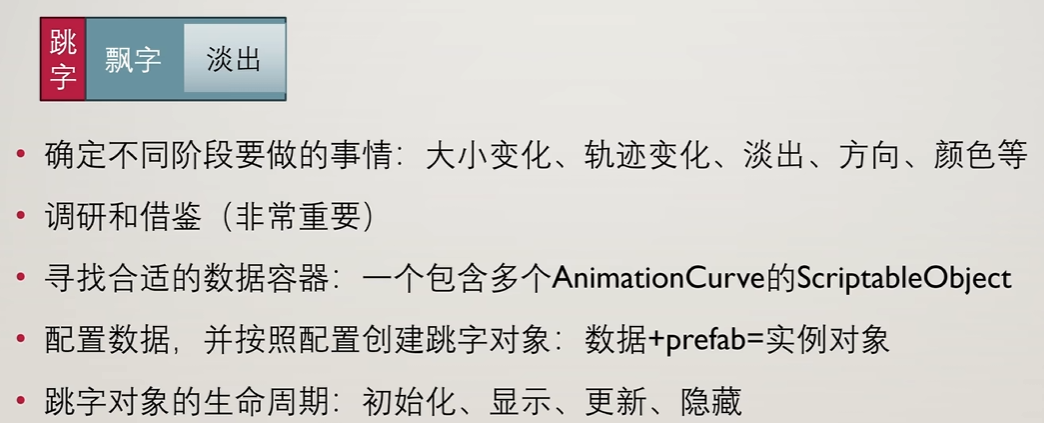 跳字
飘字
淡出
• 确定不同阶段要做的事情：大小变化、轨迹变化、淡出、方向、颜色等
• 调研和借鉴（非常重要）
• 寻找合适的数据容器：一个包含多个AnimationCurve的ScriptableObject
• 配置数据，并按照配置创建跳字对象：数据+prefab=实例对象
• 跳字对象的生命周期：初始化、显示、更新、隐藏